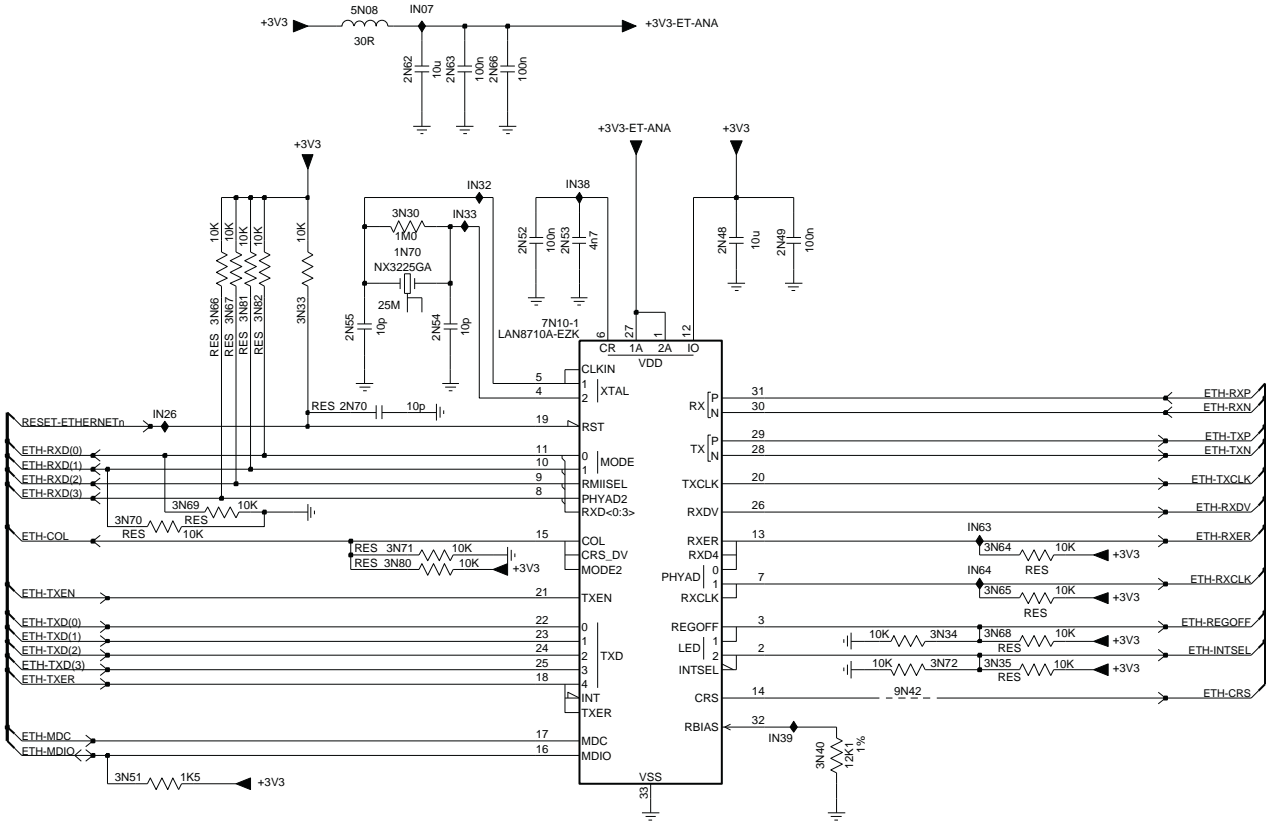 5N08
IN07
+3V3
+3V3-ET-ANA
30R
2N62
10u
2N63
100n
2N66
100n
+3V3-ET-ANA
+3V3
+3V3
IN32
IN38
3N30
IN33
1M0
1N70
NX3225GA
25M
10K
10K
10K
10K
10K
RES 3N66
RES 3N67
RES 3N81
RES 3N82
3N33
2N55
10p
2N54
10p
2N52
100n
2N53
4n7
2N48
10u
2N49
100n
7N10-1
LAN8710A-EZK
6
27
1
12
CR
1A
2A
IO
VDD
CLKIN
5
1
XTAL
4
2
RES 2N70
10p
RESET-ETHERNETn
IN26
19
RST
ETH-RXD(0)
11
0
MODE
ETH-RXD(1)
10
1
ETH-RXD(2)
9
RMIISEL
ETH-RXD(3)
8
PHYAD2
RXD<0:3>
3N69
10K
RES
3N70
RES
10K
ETH-COL
15
COL
RES 3N71
10K
CRS_DV
RES 3N80
10K
+3V3
MODE2
ETH-TXEN
21
TXEN
ETH-TXD(0)
22
0
ETH-TXD(1)
23
1
ETH-TXD(2)
24
2
TXD
ETH-TXD(3)
25
3
ETH-TXER
18
4
INT
TXER
ETH-MDC
17
MDC
ETH-MDIO
16
MDIO
3N51
1K5
+3V3
RX
P
31
ETH-RXP
N
30
ETH-RXN
TX
P
29
ETH-TXP
N
28
ETH-TXN
TXCLK
20
ETH-TXCLK
RXDV
26
ETH-RXDV
RXER
13
IN63
ETH-RXER
RXD4
3N64
10K
+3V3
RES
0
PHYAD
1
7
IN64
ETH-RXCLK
RXCLK
3N65
10K
+3V3
RES
REGOFF
3
ETH-REGOFF
1
10K
3N34
3N68
10K
+3V3
RES
LED
2
2
ETH-INTSEL
INTSEL
10K
3N72
3N35
10K
+3V3
RES
CRS
14
9N42
ETH-CRS
RBIAS
32
IN39
3N40
12K1
1%
VSS
33